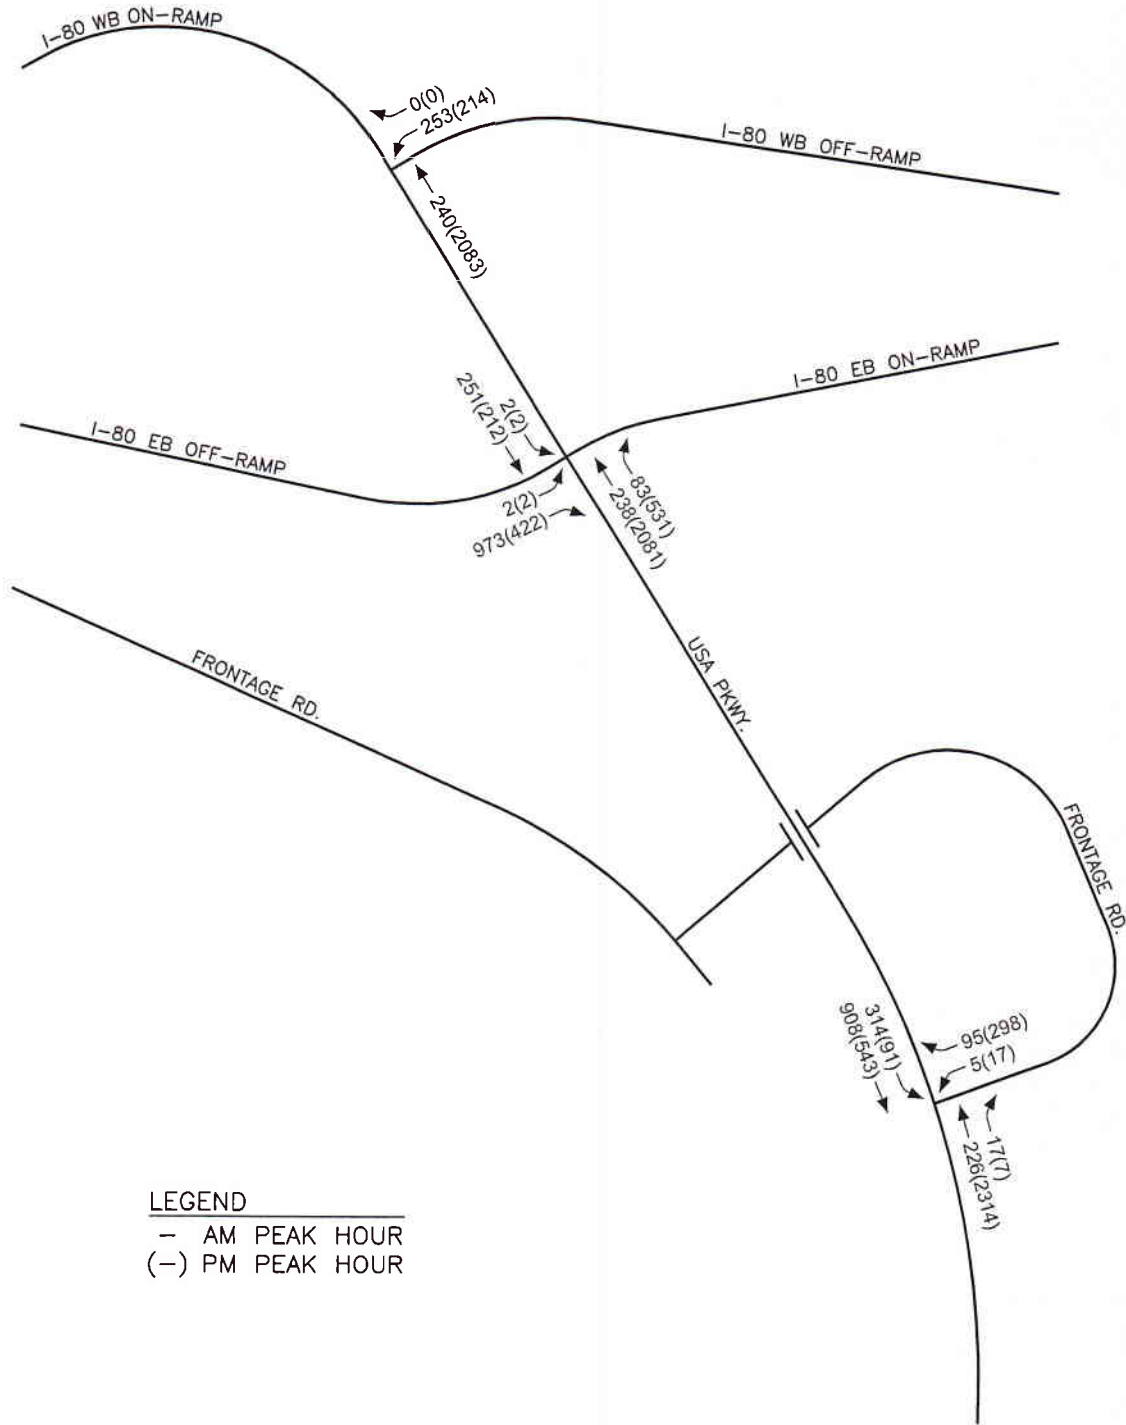 I-80 WB ON-RAMP
0(0)
253(214)
I-80 WB OFF-RAMP
240(2083)
I-80 EB ON-RAMP
2(2)
251(212)
I-80 EB OFF-RAMP
2(2)
973(422)
83(531)
238(2081)
FRONTAGE RD.
USA PKWY.
FRONTAGE RD.
314(91)
908(543)
95(298)
5(17)
17(7)
226(2314)
LEGEND
- AM PEAK HOUR
(-) PM PEAK HOUR